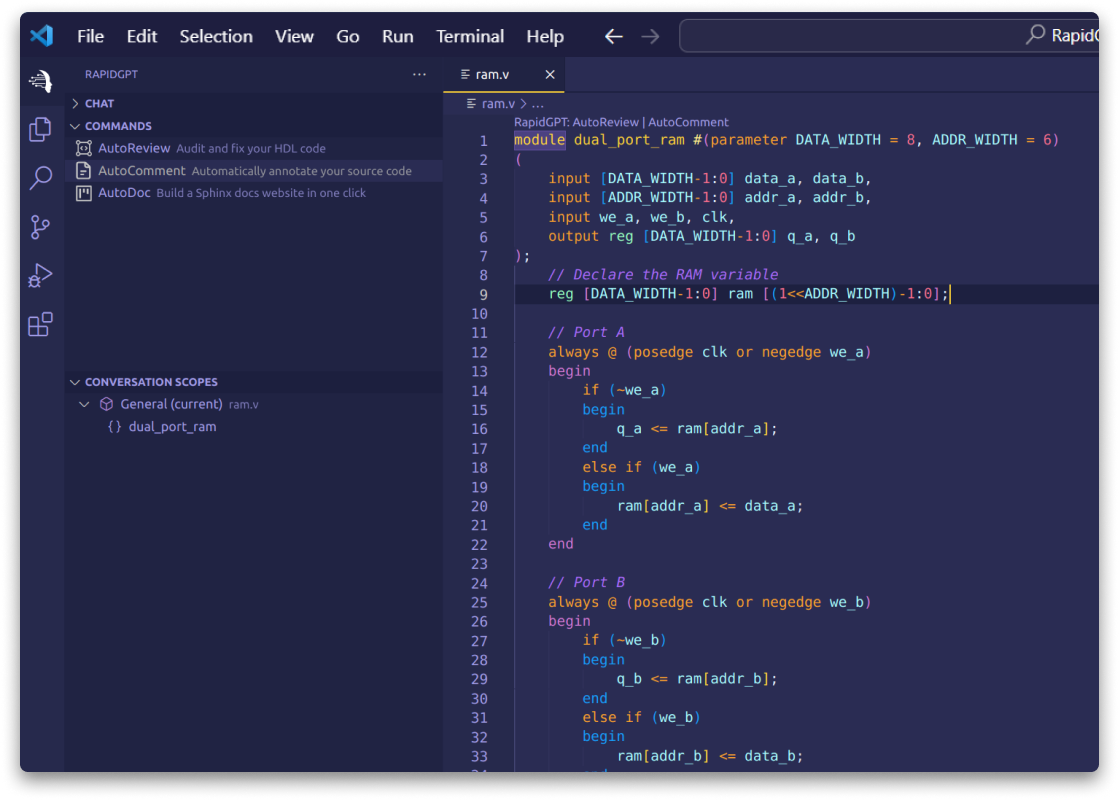 File Edit Selection View Go Run Terminal Help
RAPIDGPT ···
CHAT
COMMANDS
AutoReview Audit and fix your HDL code
AutoComment Automatically annotate your source code
AutoDoc Build a Sphinx docs website in one click
CONVERSATION SCOPES
General (current) ram.v
{} dual_port_ram
ram.v
ram.v > ...
RapidGPT: AutoReview | AutoComment
1 module dual_port_ram #(parameter DATA_WIDTH = 8, ADDR_WIDTH = 6)
2 (
3 input [DATA_WIDTH-1:0] data_a, data_b,
4 input [ADDR_WIDTH-1:0] addr_a, addr_b,
5 input we_a, we_b, clk,
6 output reg [DATA_WIDTH-1:0] q_a, q_b
7 );
8 // Declare the RAM variable
9 reg [DATA_WIDTH-1:0] ram [(1<<ADDR_WIDTH)-1:0];
10
11 // Port A
12 always @ (posedge clk or negedge we_a)
13 begin
14 if (~we_a)
15 begin
16 q_a <= ram[addr_a];
17 end
18 else if (we_a)
19 begin
20 ram[addr_a] <= data_a;
21 end
22 end
23
24 // Port B
25 always @ (posedge clk or negedge we_b)
26 begin
27 if (~we_b)
28 begin
29 q_b <= ram[addr_b];
30 end
31 else if (we_b)
32 begin
33 ram[addr_b] <= data_b;